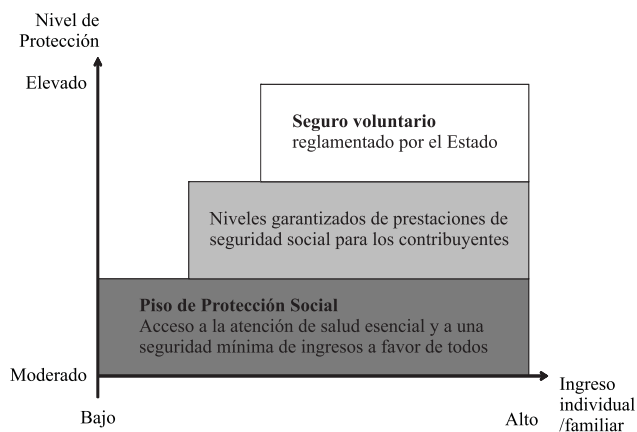 Nivel de
Protección
Elevado
Seguro voluntario
reglamentado por el Estado
Niveles garantizados de prestaciones de
seguridad social para los contribuyentes
Piso de Protección Social
Acceso a la atención de salud esencial y a una
seguridad mínima de ingresos a favor de todos
Moderado
Bajo
Alto
Ingreso
individual
/familiar